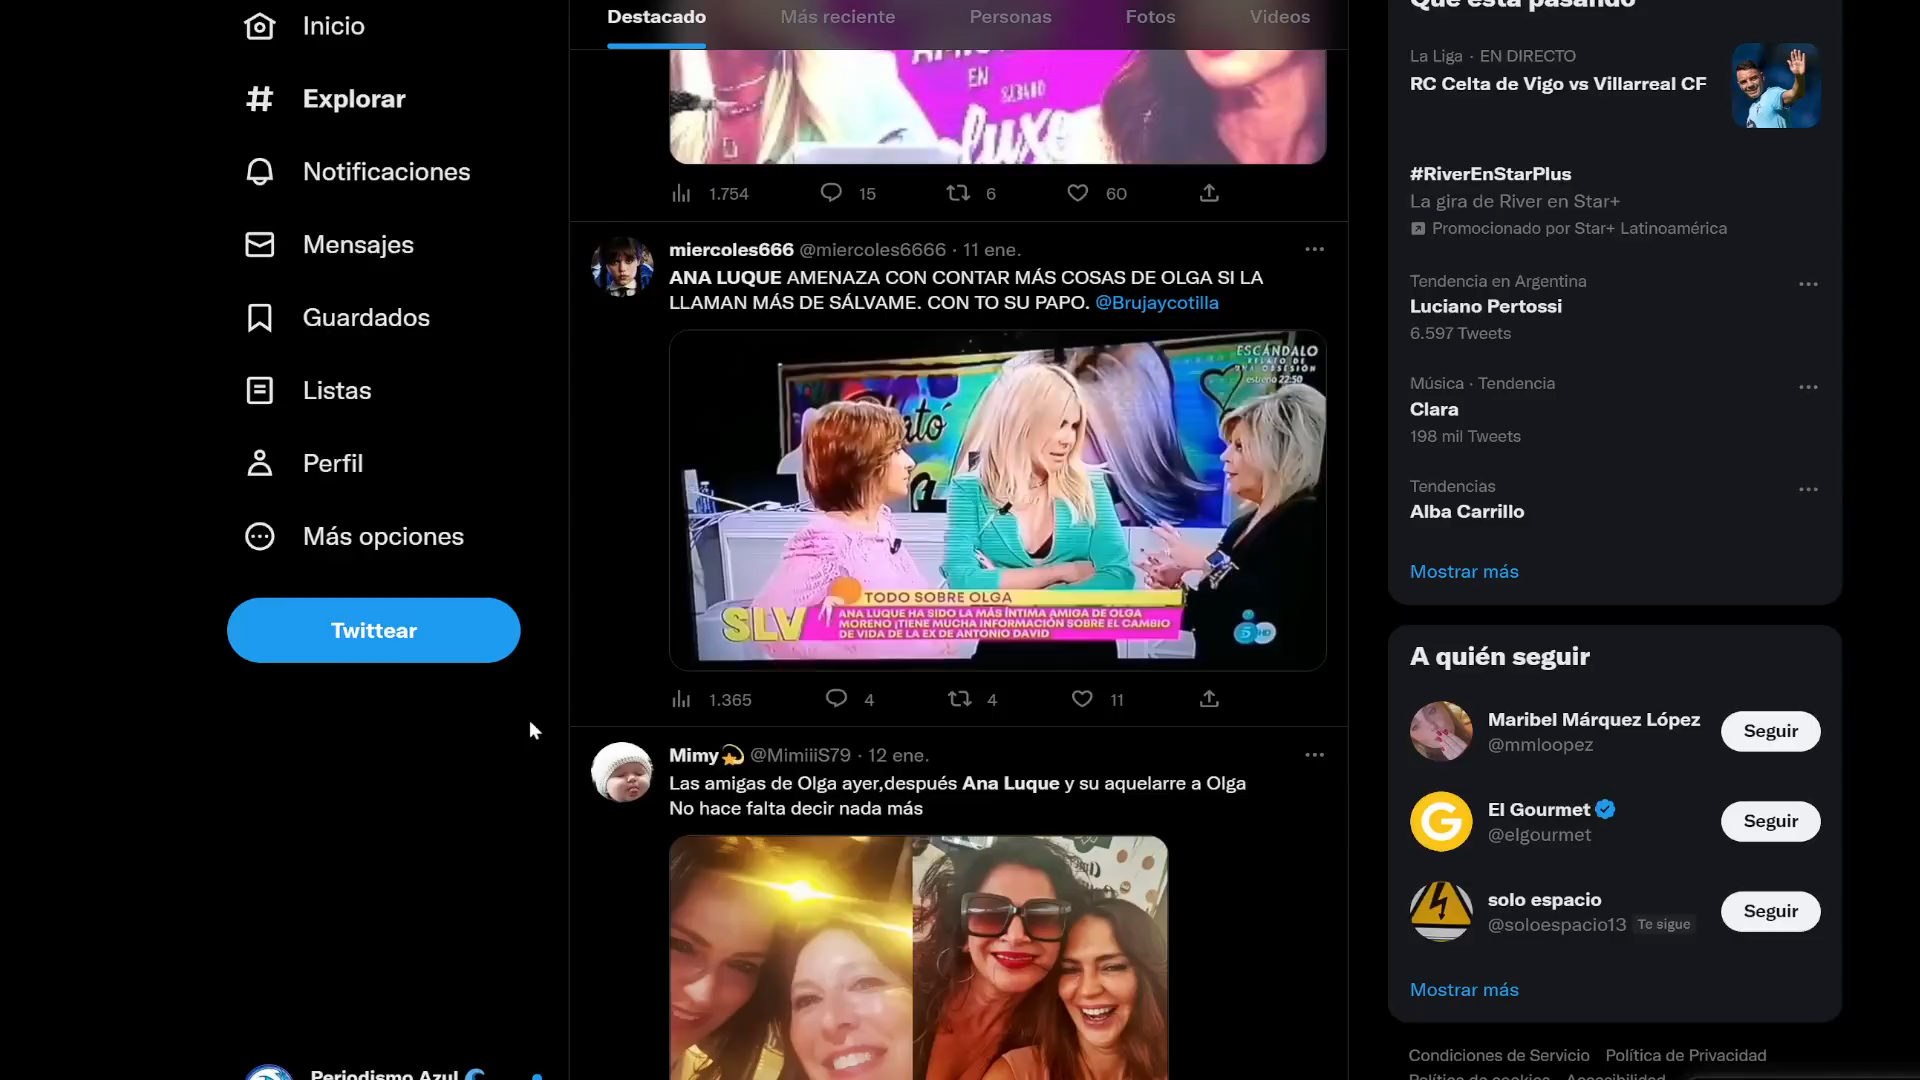 Inicio
Explorar
Notificaciones
Mensajes
Guardados
Listas
Perfil
Más opciones
Twittear
Periodismo Azul
Destacado
Más reciente
Personas
Fotos
Videos
EN
SÁBADO
luxe
1.754
15
6
60
miercoles666 @miercoles6666 · 11 ene.
ANA LUQUE AMENAZA CON CONTAR MÁS COSAS DE OLGA SI LA
LLAMAN MÁS DE SÁLVAME. CON TO SU PAPO. @Brujaycotilla
ESCÁNDALO
RELATO DE
UNA OBSESIÓN
estreno 22:50
SLV
TODO SOBRE OLGA
ANA LUQUE HA SIDO LA MÁS ÍNTIMA AMIGA DE OLGA
MORENO ¡TIENE MUCHA INFORMACIÓN SOBRE EL CAMBIO
DE VIDA DE LA EX DE ANTONIO DAVID
5 HD
1.365
4
4
11
Mimy @MimiiiS79 · 12 ene.
Las amigas de Olga ayer,después Ana Luque y su aquelarre a Olga
No hace falta decir nada más
Qué está pasando
La Liga · EN DIRECTO
RC Celta de Vigo vs Villarreal CF
#RiverEnStarPlus
La gira de River en Star+
Promocionado por Star+ Latinoamérica
Tendencia en Argentina
Luciano Pertossi
6.597 Tweets
Música · Tendencia
Clara
198 mil Tweets
Tendencias
Alba Carrillo
Mostrar más
A quién seguir
Maribel Márquez López
@mmloopez
Seguir
El Gourmet
@elgourmet
Seguir
solo espacio
@soloespacio13 Te sigue
Seguir
Mostrar más
Condiciones de Servicio Política de Privacidad
Política de cookies Accesibilidad